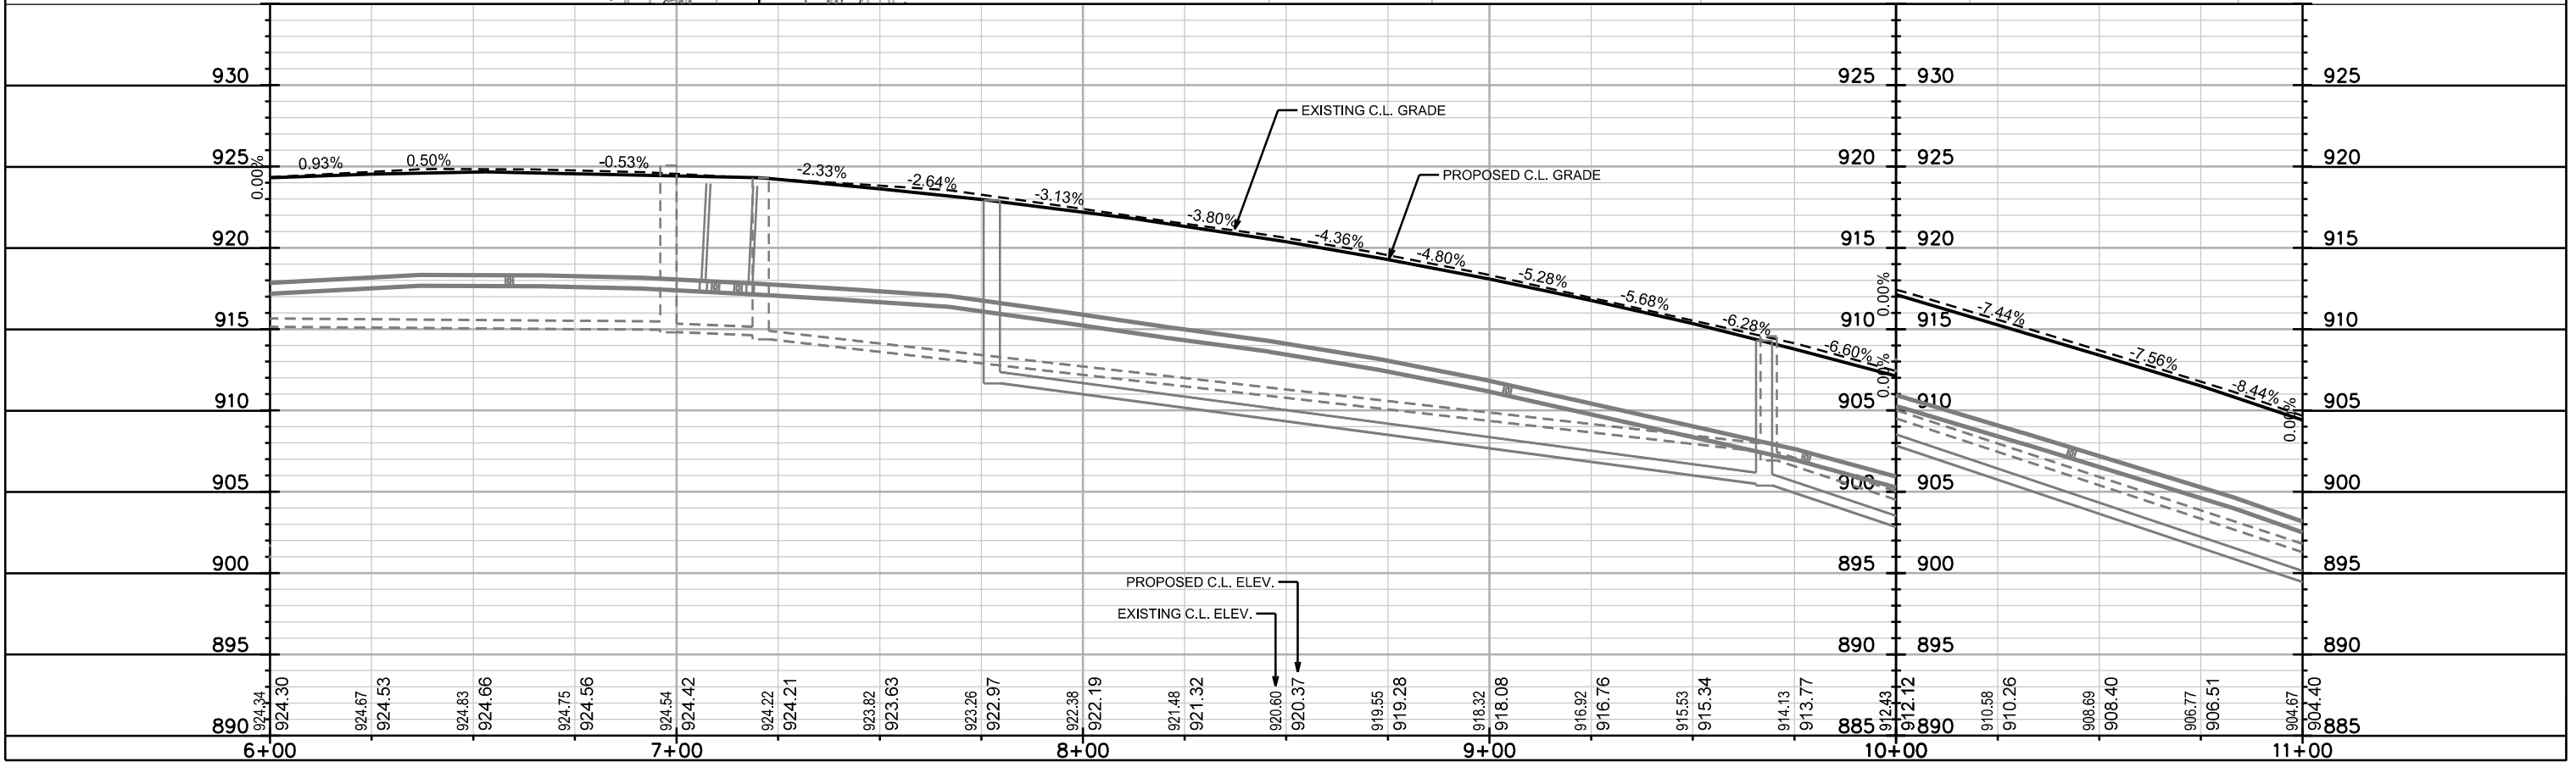 930 925 930 925
EXISTING C.L. GRADE
925 920 925 920
0.00% 0.93% 0.50% -0.53% -2.33% -2.64% -3.13% -3.80% -4.36% -4.80% -5.28% -5.68% -6.28% -6.60% 0.00% 0.00% -7.44% -7.56% -8.44% 0.00%
PROPOSED C.L. GRADE
920 915 920 915
915 910 915 910
910 905 910 905
905 900 905 900
900 895 900 895
PROPOSED C.L. ELEV.
EXISTING C.L. ELEV.
895 890 895 890
924.34 924.67 924.83 924.75 924.54 924.22 923.82 923.26 922.38 921.48 920.60 919.55 918.32 916.92 915.53 914.13 912.43 910.58 908.69 906.77 904.67
924.30 924.53 924.66 924.56 924.42 924.21 923.63 922.97 922.19 921.32 920.37 919.28 918.08 916.76 915.34 913.77 912.12 910.26 908.40 906.51 904.40
890 885 890 885
6+00 7+00 8+00 9+00 10+00 11+00